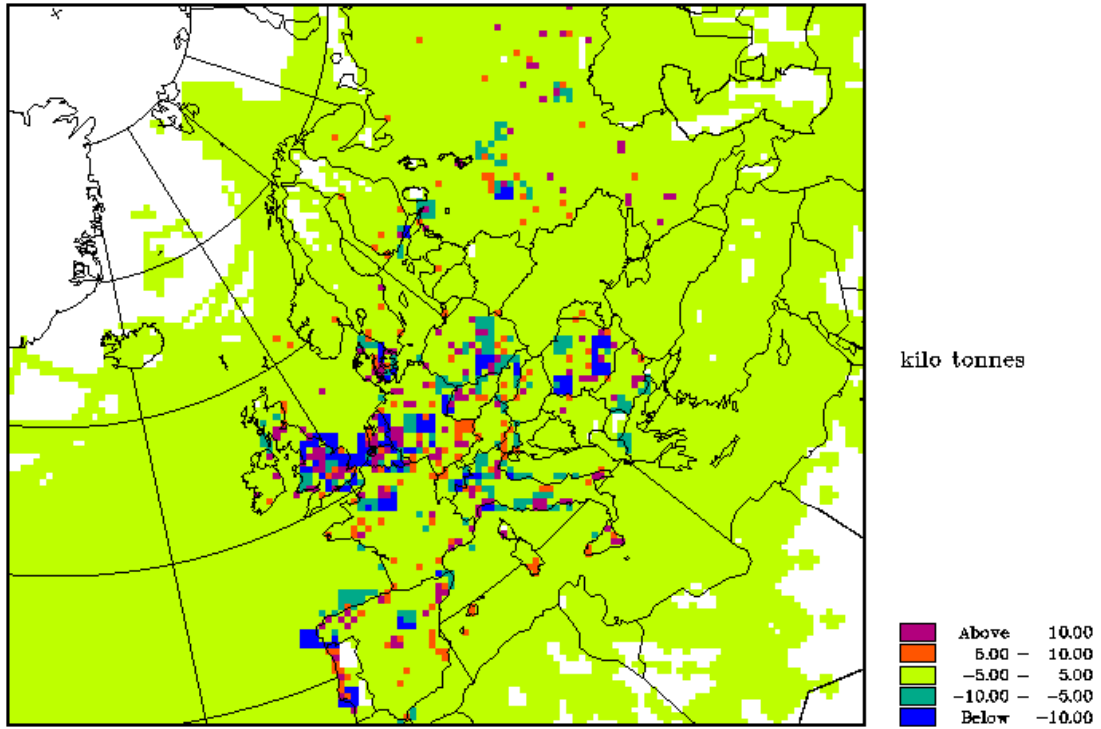 kilo tonnes
Above 10.00
5.00 – 10.00
-5.00 – 5.00
-10.00 – -5.00
Below -10.00